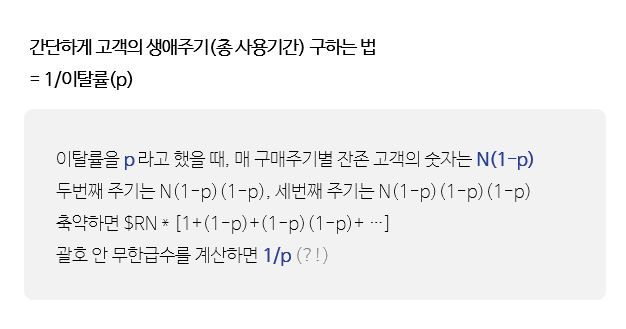 간단하게 고객의 생애주기(총 사용기간) 구하는 법
= 1/이탈률(p)
이탈률을 p라고 했을 때, 매 구매주기별 잔존 고객의 숫자는 N(1-p)
두번째 주기는 N(1-p)(1-p), 세번째 주기는 N(1-p)(1-p)(1-p)
축약하면 $RN * [1+(1-p)+(1-p)(1-p)+ …]
괄호 안 무한급수를 계산하면 1/p (?!)